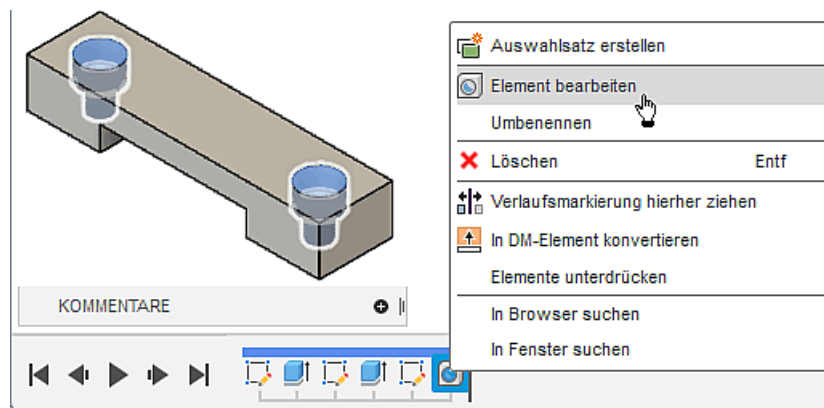 Auswahlsatz erstellen
Element bearbeiten
Umbenennen
Löschen Entf
Verlaufsmarkierung hierher ziehen
In DM-Element konvertieren
Elemente unterdrücken
In Browser suchen
In Fenster suchen
KOMMENTARE